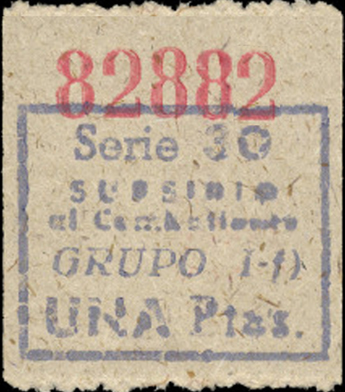 82882
Serie 30
SUBSIDIO
al Combatiente
GRUPO I-f)
UNA Ptas.